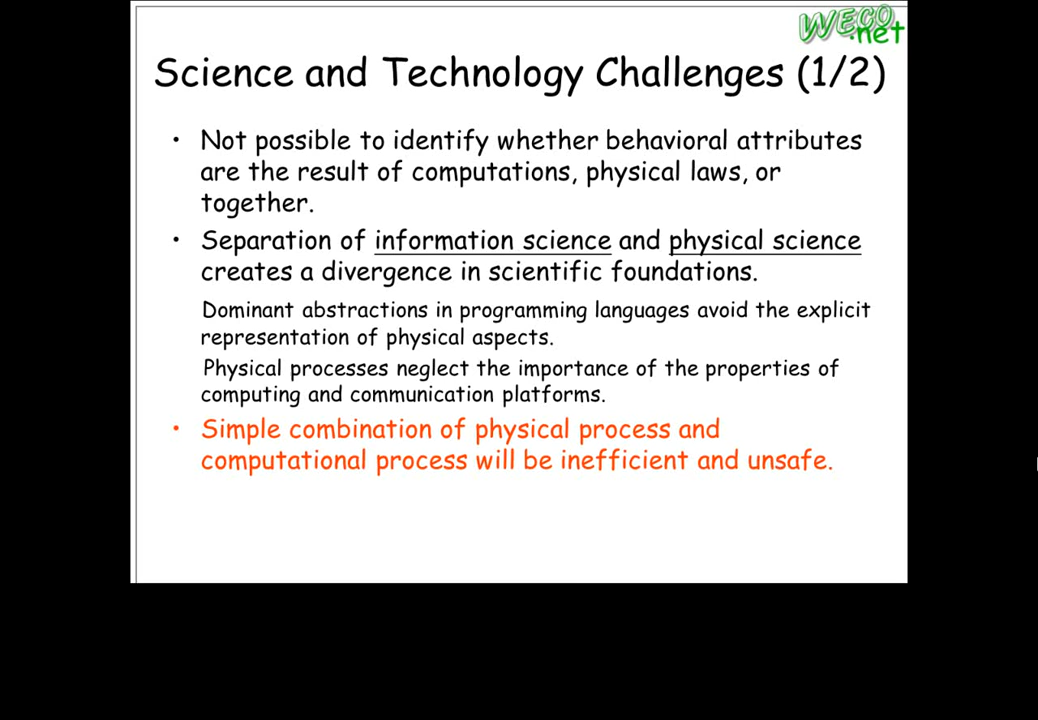 WECO
.net
Science and Technology Challenges (1/2)
• Not possible to identify whether behavioral attributes
are the result of computations, physical laws, or
together.
• Separation of information science and physical science
creates a divergence in scientific foundations.
Dominant abstractions in programming languages avoid the explicit
representation of physical aspects.
Physical processes neglect the importance of the properties of
computing and communication platforms.
• Simple combination of physical process and
computational process will be inefficient and unsafe.